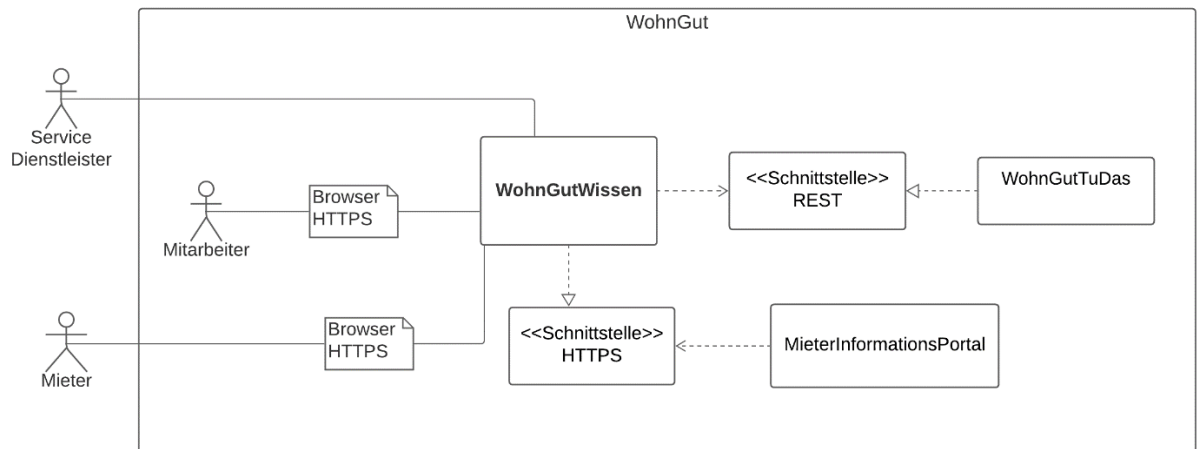 WohnGut
Service
Dienstleister
WohnGutWissen
<<Schnittstelle>>
REST
WohnGutTuDas
Browser
HTTPS
Mitarbeiter
Browser
HTTPS
Mieter
<<Schnittstelle>>
HTTPS
MieterInformationsPortal